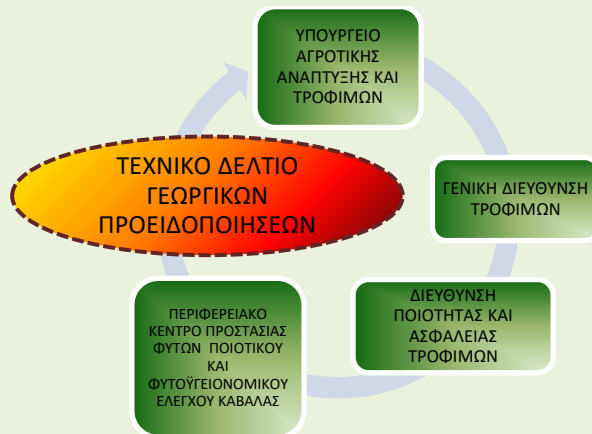 ΥΠΟΥΡΓΕΙΟ
ΑΓΡΟΤΙΚΗΣ
ΑΝΑΠΤΥΞΗΣ ΚΑΙ
ΤΡΟΦΙΜΩΝ
ΤΕΧΝΙΚΟ ΔΕΛΤΙΟ
ΓΕΩΡΓΙΚΩΝ
ΠΡΟΕΙΔΟΠΟΙΗΣΕΩΝ
ΓΕΝΙΚΗ ΔΙΕΥΘΥΝΣΗ
ΤΡΟΦΙΜΩΝ
ΔΙΕΥΘΥΝΣΗ
ΠΟΙΟΤΗΤΑΣ ΚΑΙ
ΑΣΦΑΛΕΙΑΣ
ΤΡΟΦΙΜΩΝ
ΠΕΡΙΦΕΡΕΙΑΚΟ
ΚΕΝΤΡΟ ΠΡΟΣΤΑΣΙΑΣ
ΦΥΤΩΝ ΠΟΙΟΤΙΚΟΥ
ΚΑΙ
ΦΥΤΟΫΓΕΙΟΝΟΜΙΚΟΥ
ΕΛΕΓΧΟΥ ΚΑΒΑΛΑΣ